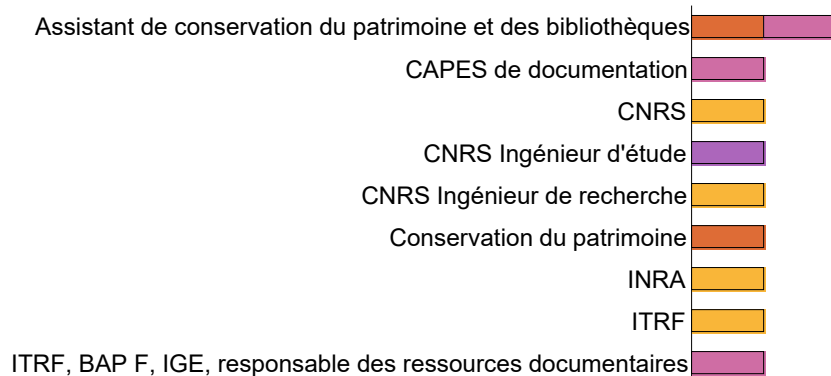 Assistant de conservation du patrimoine et des bibliothèques
CAPES de documentation
CNRS
CNRS Ingénieur d'étude
CNRS Ingénieur de recherche
Conservation du patrimoine
INRA
ITRF
ITRF, BAP F, IGE, responsable des ressources documentaires